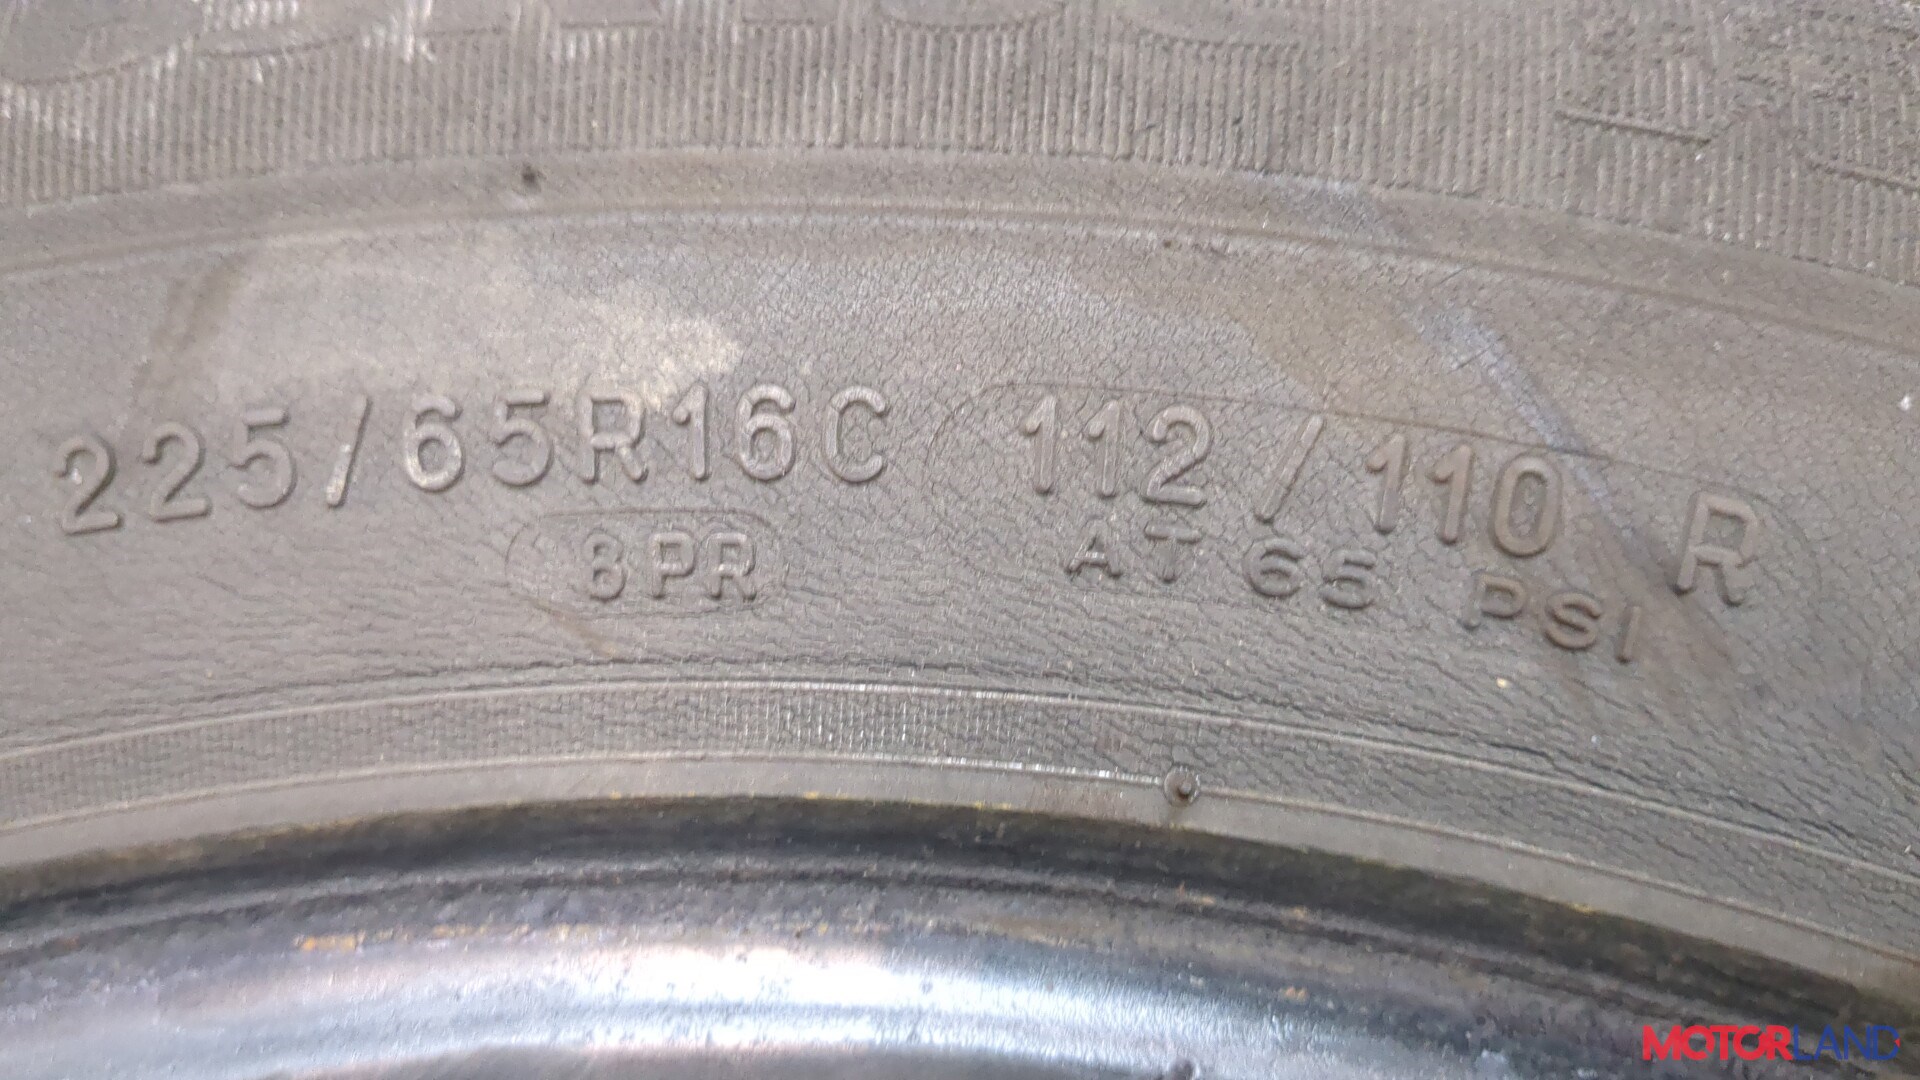 225/65R16C 112/110 R
8PR AT 65 PSI
MOTORLAND